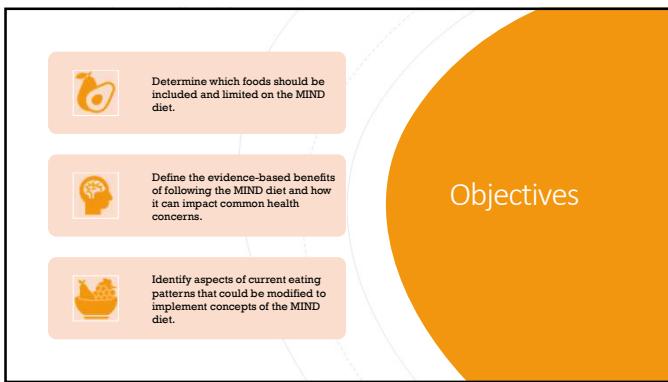 Determine which foods should be
included and limited on the MIND
diet.
Define the evidence-based benefits
of following the MIND diet and how
it can impact common health
concerns.
Identify aspects of current eating
patterns that could be modified to
implement concepts of the MIND
diet.
Objectives